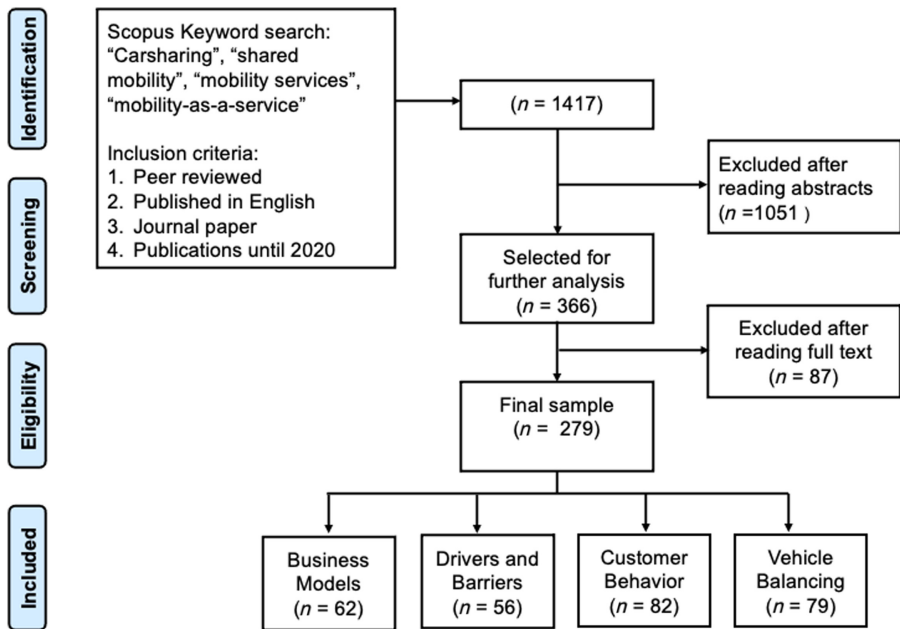 Identification
Scopus Keyword search:
“Carsharing”, “shared
mobility”, “mobility services”,
“mobility-as-a-service”
Inclusion criteria:
1. Peer reviewed
2. Published in English
3. Journal paper
4. Publications until 2020
(n = 1417)
Excluded after
reading abstracts
(n =1051 )
Screening
Selected for
further analysis
(n = 366)
Excluded after
reading full text
(n = 87)
Eligibility
Final sample
(n = 279)
Included
Business
Models
(n = 62)
Drivers and
Barriers
(n = 56)
Customer
Behavior
(n = 82)
Vehicle
Balancing
(n = 79)